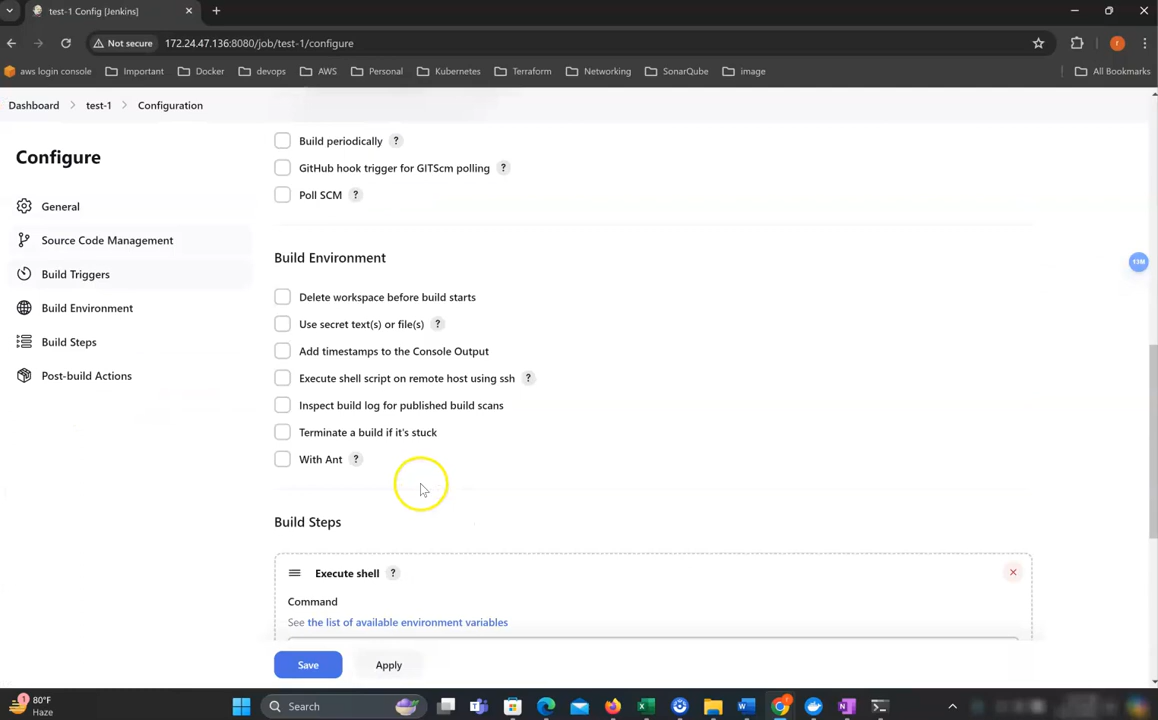 test-1 Config [Jenkins]
Not secure
172.24.47.136:8080/job/test-1/configure
r
aws login console
Important
Docker
devops
AWS
Personal
Kubernetes
Terraform
Networking
SonarQube
image
All Bookmarks
Dashboard
test-1
Configuration
Configure
General
Source Code Management
Build Triggers
Build Environment
Build Steps
Post-build Actions
Build periodically ?
GitHub hook trigger for GITScm polling ?
Poll SCM ?
Build Environment
Delete workspace before build starts
Use secret text(s) or file(s) ?
Add timestamps to the Console Output
Execute shell script on remote host using ssh ?
Inspect build log for published build scans
Terminate a build if it's stuck
With Ant ?
Build Steps
Execute shell ?
Command
See the list of available environment variables
Save
Apply
13M
1
80°F
Haze
Search